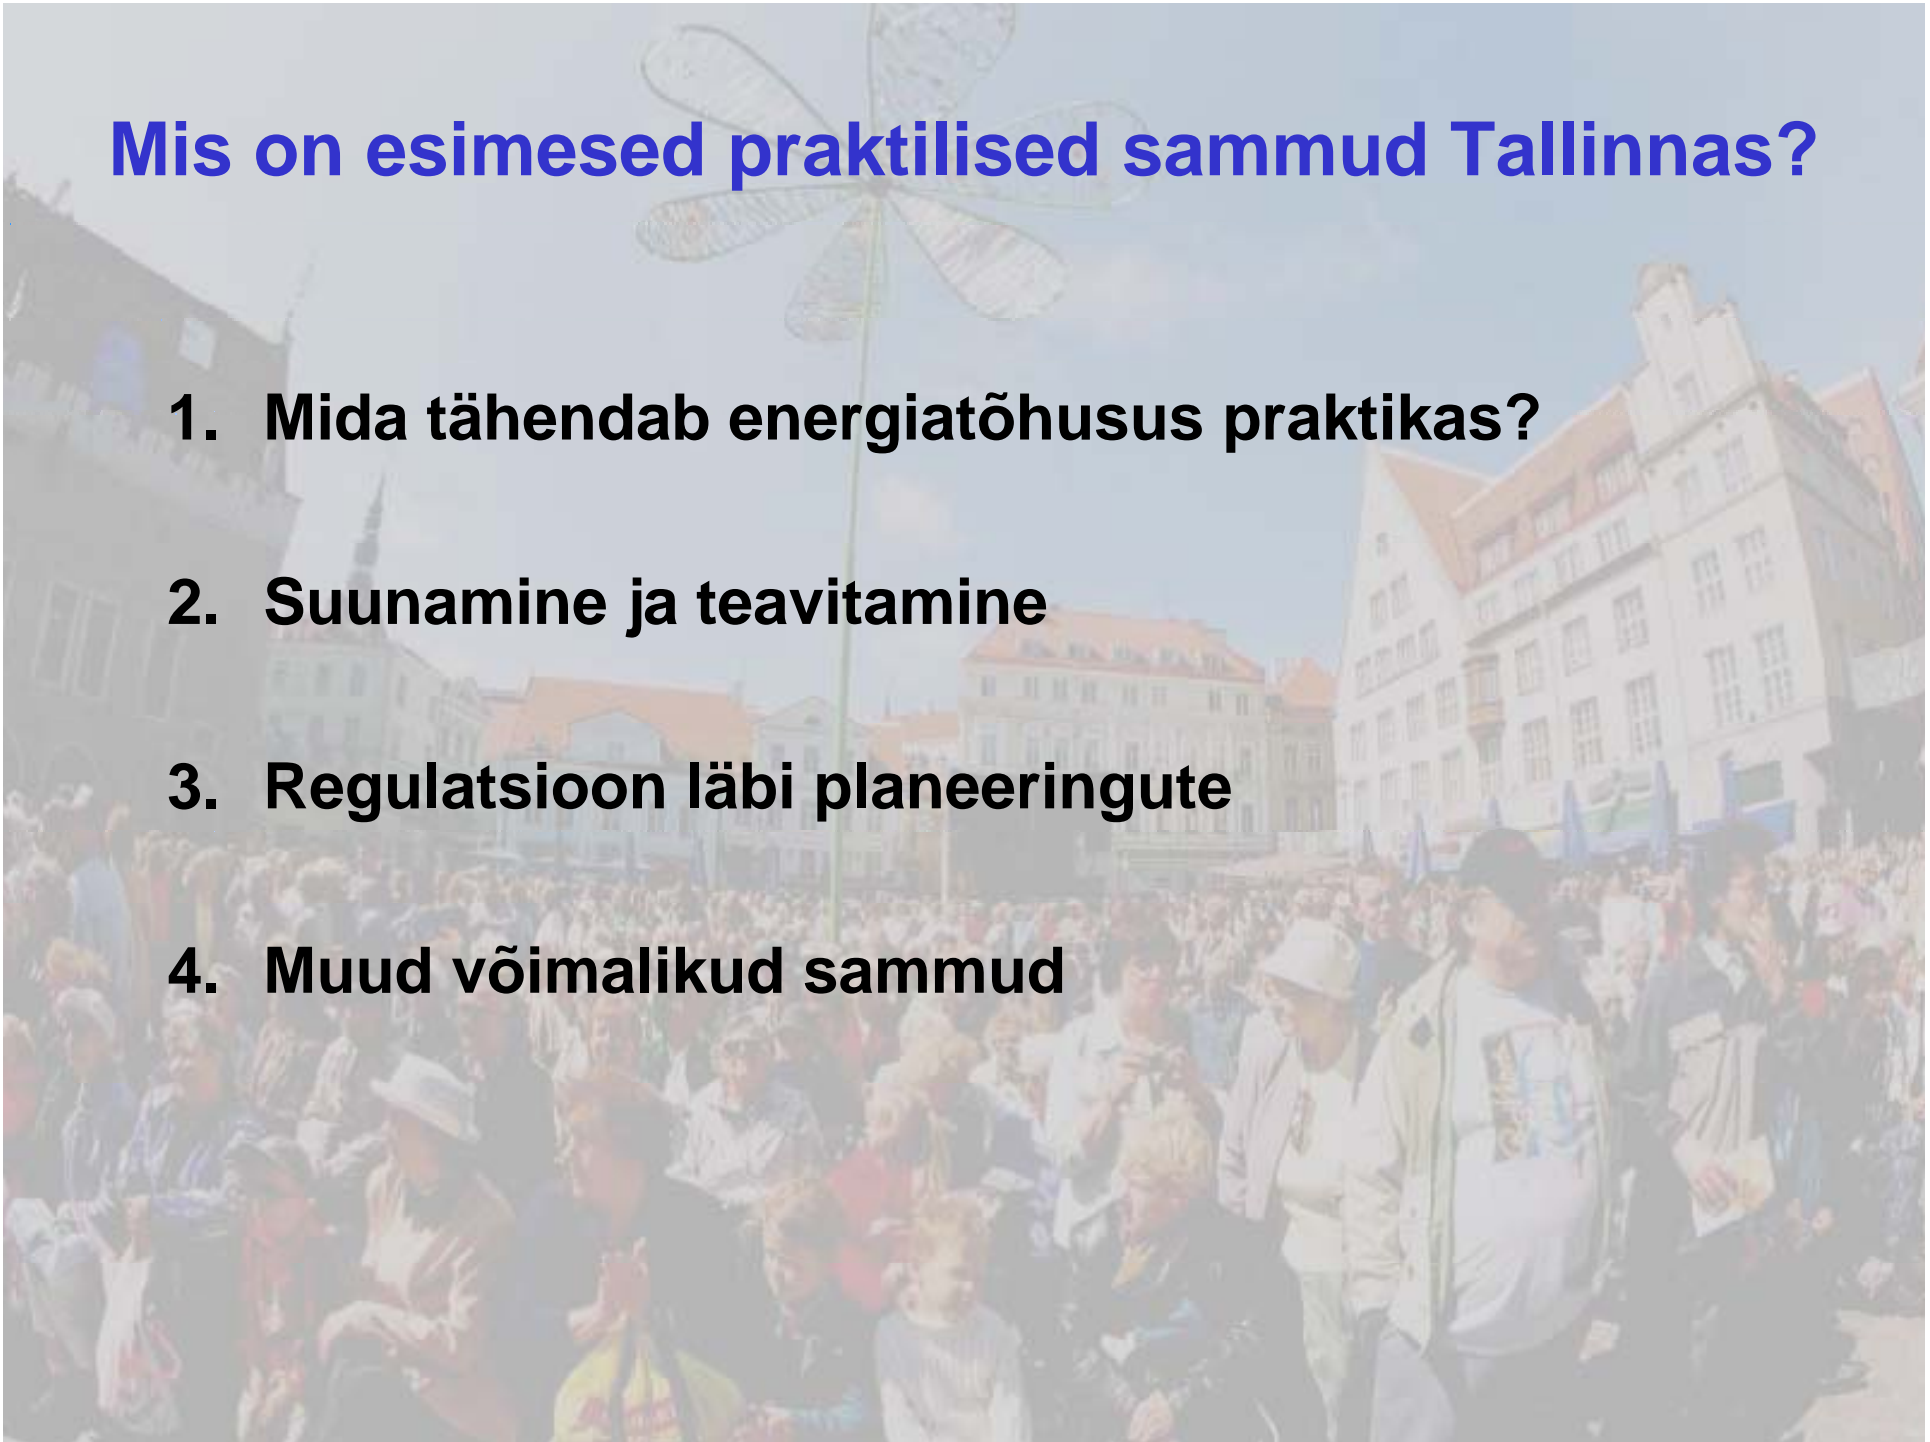 Mis on esimesed praktilised sammud Tallinnas?
1. Mida tähendab energiatõhusus praktikas?
2. Suunamine ja teavitamine
3. Regulatsioon läbi planeeringute
4. Muud võimalikud sammud